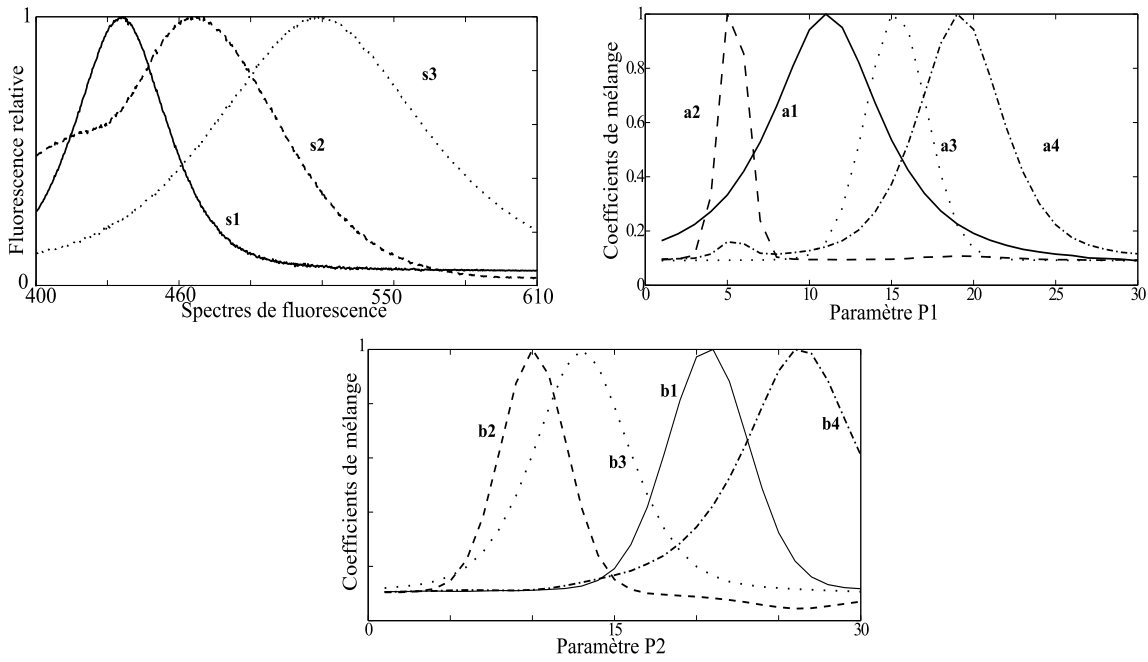 Fluorescence relative
1
0
s1
s2
s3
400
460
550
610
Spectres de fluorescence
Coefficients de mélange
1
0,8
0.6
0.4
0.2
0
a2
a1
a3
a4
0
5
10
15
20
25
30
Paramètre P1
Coefficients de mélange
1
b2
b3
b1
b4
0
15
30
Paramètre P2